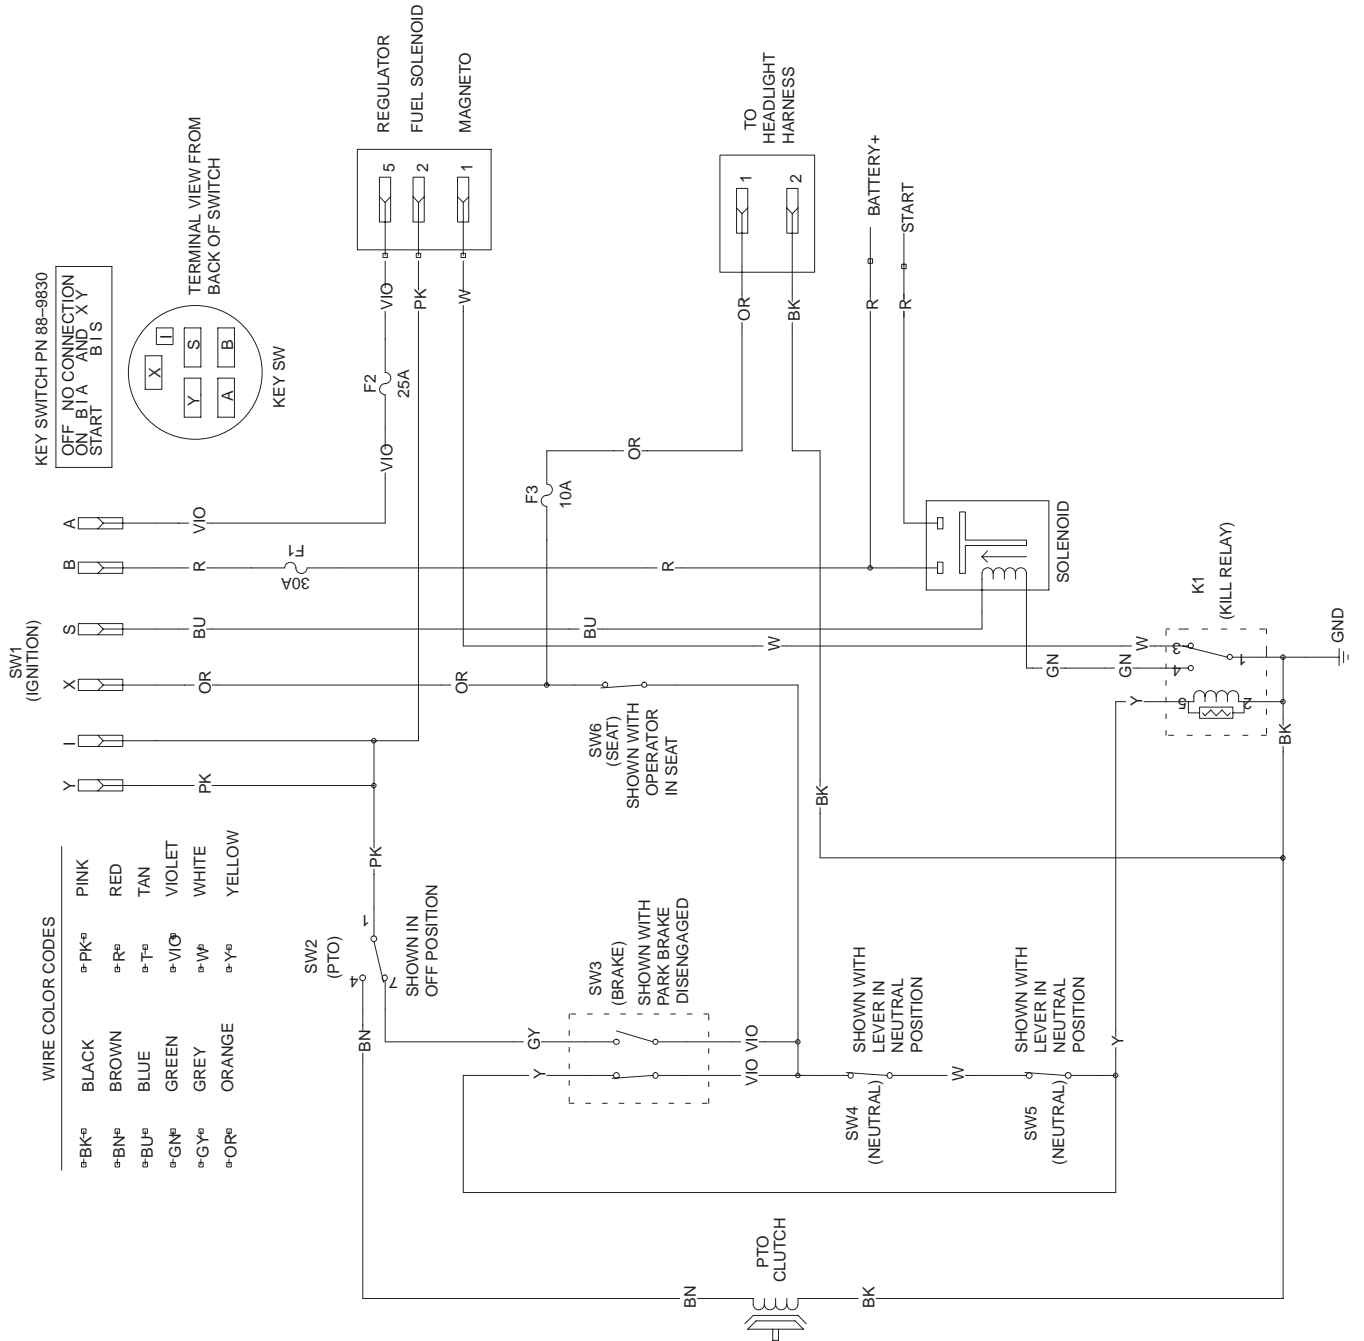 KEY SWITCH PN 88–9830
OFF NO CONNECTION
ON B I A AND X Y
START B I S
TERMINAL VIEW FROM
BACK OF SWITCH
X
I
Y
S
A
B
KEY SW
REGULATOR
FUEL SOLENOID
MAGNETO
5
2
1
VIO
PK
W
F2
25A
VIO
TO
HEADLIGHT
HARNESS
1
2
OR
BK
BATTERY+
START
R
R
SW1
(IGNITION)
A
B
S
X
I
Y
VIO
R
BU
OR
PK
F1
30A
F3
10A
OR
OR
R
BU
W
SOLENOID
K1
(KILL RELAY)
W
3
4
1
5
2
GN
GN
Y
BK
GND
SW6
(SEAT)
SHOWN WITH
OPERATOR
IN SEAT
BK
PK
SW2
(PTO)
1
4
7
SHOWN IN
OFF POSITION
BN
GY
Y
SW3
(BRAKE)
SHOWN WITH
PARK BRAKE
DISENGAGED
VIO
VIO
SW4
(NEUTRAL)
SHOWN WITH
LEVER IN
NEUTRAL
POSITION
W
SW5
(NEUTRAL)
SHOWN WITH
LEVER IN
NEUTRAL
POSITION
Y
BN
PTO
CLUTCH
BK
WIRE COLOR CODES
BK BLACK
BN BROWN
BU BLUE
GN GREEN
GY GREY
OR ORANGE
PK PINK
R RED
T TAN
VIO VIOLET
W WHITE
Y YELLOW